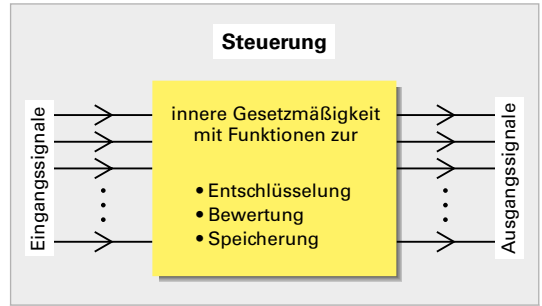 Steuerung
Eingangssignale
innere Gesetzmäßigkeit
mit Funktionen zur
• Entschlüsselung
• Bewertung
• Speicherung
Ausgangssignale